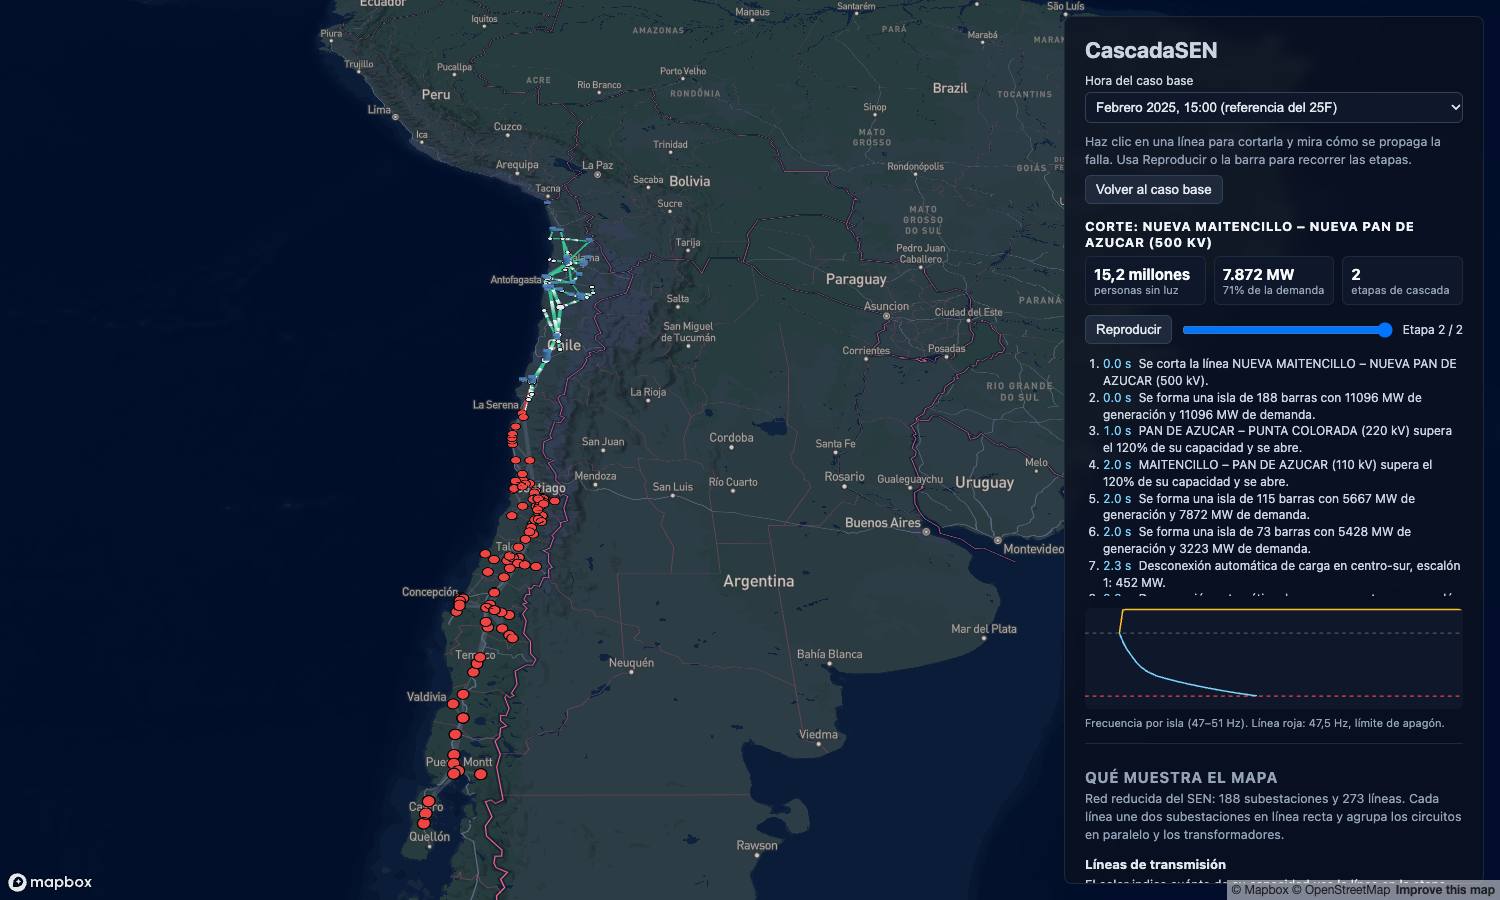 Ecuador
Manaus
Santarém
São Luís
Iquitos
Piura
AMAZONAS
PARÁ
Marabá
Trujillo
Pucallpa
Porto Velho
ACRE
Rio Branco
RONDÔNIA
Peru
Brazil
TOCANTINS
Lima
Sinop
Ica
Cuzco
MATO
GROSSO
Trinidad
Arequipa
La Paz
Rondonópolis
GOIÁS
Tacna
Sacaba
Bolivia
Sucre
MATO
GROSSO
DO SUL
Tarija
Pedro Juan
Caballero
Antofagasta
Paraguay
Salta
PARANÁ
Asuncion
Ciudad del Este
San Miguel
de Tucumán
Chile
Corrientes
Posadas
RIO GRANDE
DO SUL
La Rioja
La Serena
San Juan
Cordoba
Santa Fe
Melo
Mendoza
San Luis
Río Cuarto
Rosario
Gualeguaychu
Uruguay
Buenos Aires
Montevideo
Argentina
Concepción
Mar del Plata
Bahía Blanca
Neuquén
Valdivia
Viedma
Quellón
Rawson
mapbox
CascadaSEN
Hora del caso base
Febrero 2025, 15:00 (referencia del 25F)
Haz clic en una línea para cortarla y mira cómo se propaga la
falla. Usa Reproducir o la barra para recorrer las etapas.
Volver al caso base
CORTE: NUEVA MAITENCILLO – NUEVA PAN DE
AZUCAR (500 KV)
15,2 millones
personas sin luz
7.872 MW
71% de la demanda
2
etapas de cascada
Reproducir
Etapa 2 / 2
1. 0.0 s Se corta la línea NUEVA MAITENCILLO – NUEVA PAN DE
AZUCAR (500 kV).
2. 0.0 s Se forma una isla de 188 barras con 11096 MW de
generación y 11096 MW de demanda.
3. 1.0 s PAN DE AZUCAR – PUNTA COLORADA (220 kV) supera
el 120% de su capacidad y se abre.
4. 2.0 s MAITENCILLO – PAN DE AZUCAR (110 kV) supera el
120% de su capacidad y se abre.
5. 2.0 s Se forma una isla de 115 barras con 5667 MW de
generación y 7872 MW de demanda.
6. 2.0 s Se forma una isla de 73 barras con 5428 MW de
generación y 3223 MW de demanda.
7. 2.3 s Desconexión automática de carga en centro-sur, escalón
1: 452 MW.
Frecuencia por isla (47–51 Hz). Línea roja: 47,5 Hz, límite de apagón.
QUÉ MUESTRA EL MAPA
Red reducida del SEN: 188 subestaciones y 273 líneas. Cada
línea une dos subestaciones en línea recta y agrupa los circuitos
en paralelo y los transformadores.
Líneas de transmisión
© Mapbox © OpenStreetMap Improve this map